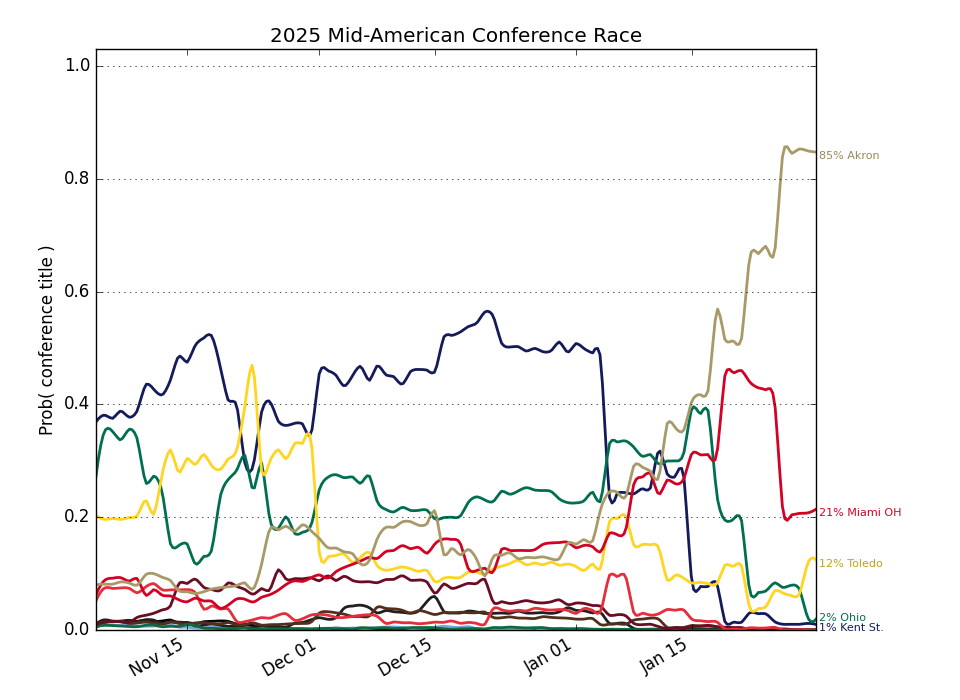 2025 Mid-American Conference Race
Prob( conference title )
1.0
0.8
0.6
0.4
0.2
0.0
Nov 15
Dec 01
Dec 15
Jan 01
Jan 15
85% Akron
21% Miami OH
12% Toledo
2% Ohio
1% Kent St.